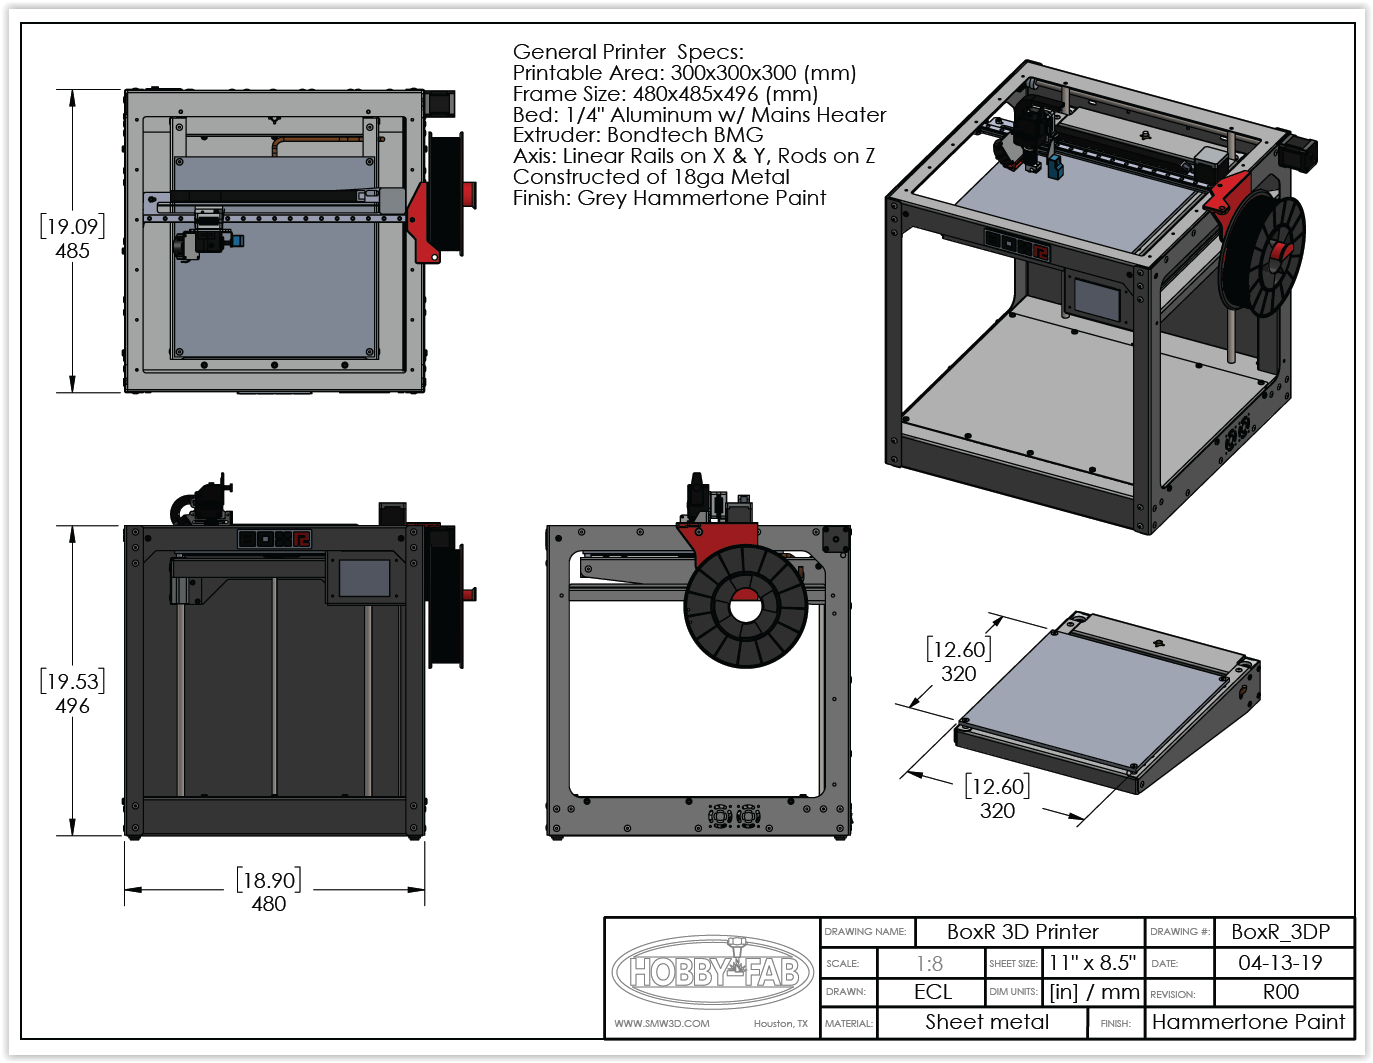 General Printer  Specs:
Printable Area: 300x300x300 (mm)
Frame Size: 480x485x496 (mm)
Bed: 1/4" Aluminum w/ Mains Heater
Extruder: Bondtech BMG
Axis: Linear Rails on X & Y, Rods on Z
Constructed of 18ga Metal
Finish: Grey Hammertone Paint
[19.09]
485
[19.53]
496
[18.90]
480
[12.60]
320
[12.60]
320
HOBBY-FAB
WWW.SMW3D.COM Houston, TX
DRAWING NAME: BoxR 3D Printer DRAWING #: BoxR_3DP
SCALE: 1:8 SHEET SIZE: 11" x 8.5" DATE: 04-13-19
DRAWN: ECL DIM UNITS: [in] / mm REVISION: R00
MATERIAL: Sheet metal FINISH: Hammertone Paint